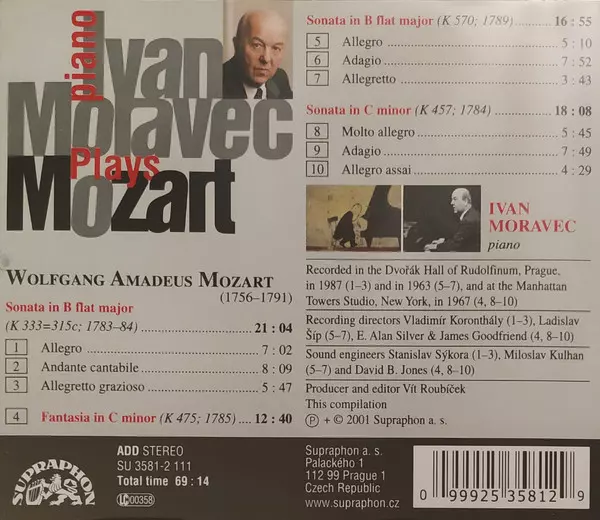 piano
Ivan
Moravec
Plays
Mozart
WOLFGANG AMADEUS MOZART
(1756–1791)
Sonata in B flat major
(K 333=315c; 1783–84) 21 : 04
1 Allegro 7 : 02
2 Andante cantabile 8 : 09
3 Allegretto grazioso 5 : 47
4 Fantasia in C minor (K 475; 1785) 12 : 40
SUPRAPHON
ADD STEREO
SU 3581-2 111
Total time 69 : 14
LC 00358
Sonata in B flat major (K 570; 1789) 16 : 55
5 Allegro 5 : 10
6 Adagio 7 : 52
7 Allegretto 3 : 43
Sonata in C minor (K 457; 1784) 18 : 08
8 Molto allegro 5 : 45
9 Adagio 7 : 49
10 Allegro assai 4 : 29
IVAN
MORAVEC
piano
Recorded in the Dvořák Hall of Rudolfinum, Prague,
in 1987 (1–3) and in 1963 (5–7), and at the Manhattan
Towers Studio, New York, in 1967 (4, 8–10)
Recording directors Vladimír Koronthály (1–3), Ladislav
Šíp (5–7), E. Alan Silver & James Goodfriend (4, 8–10)
Sound engineers Stanislav Sýkora (1–3), Miloslav Kulhan
(5–7) and David B. Jones (4, 8–10)
Producer and editor Vít Roubíček
This compilation
Ⓟ + © 2001 Supraphon a. s.
Supraphon a. s.
Palackého 1
112 99 Prague 1
Czech Republic
www.supraphon.cz
0 99925 35812 9